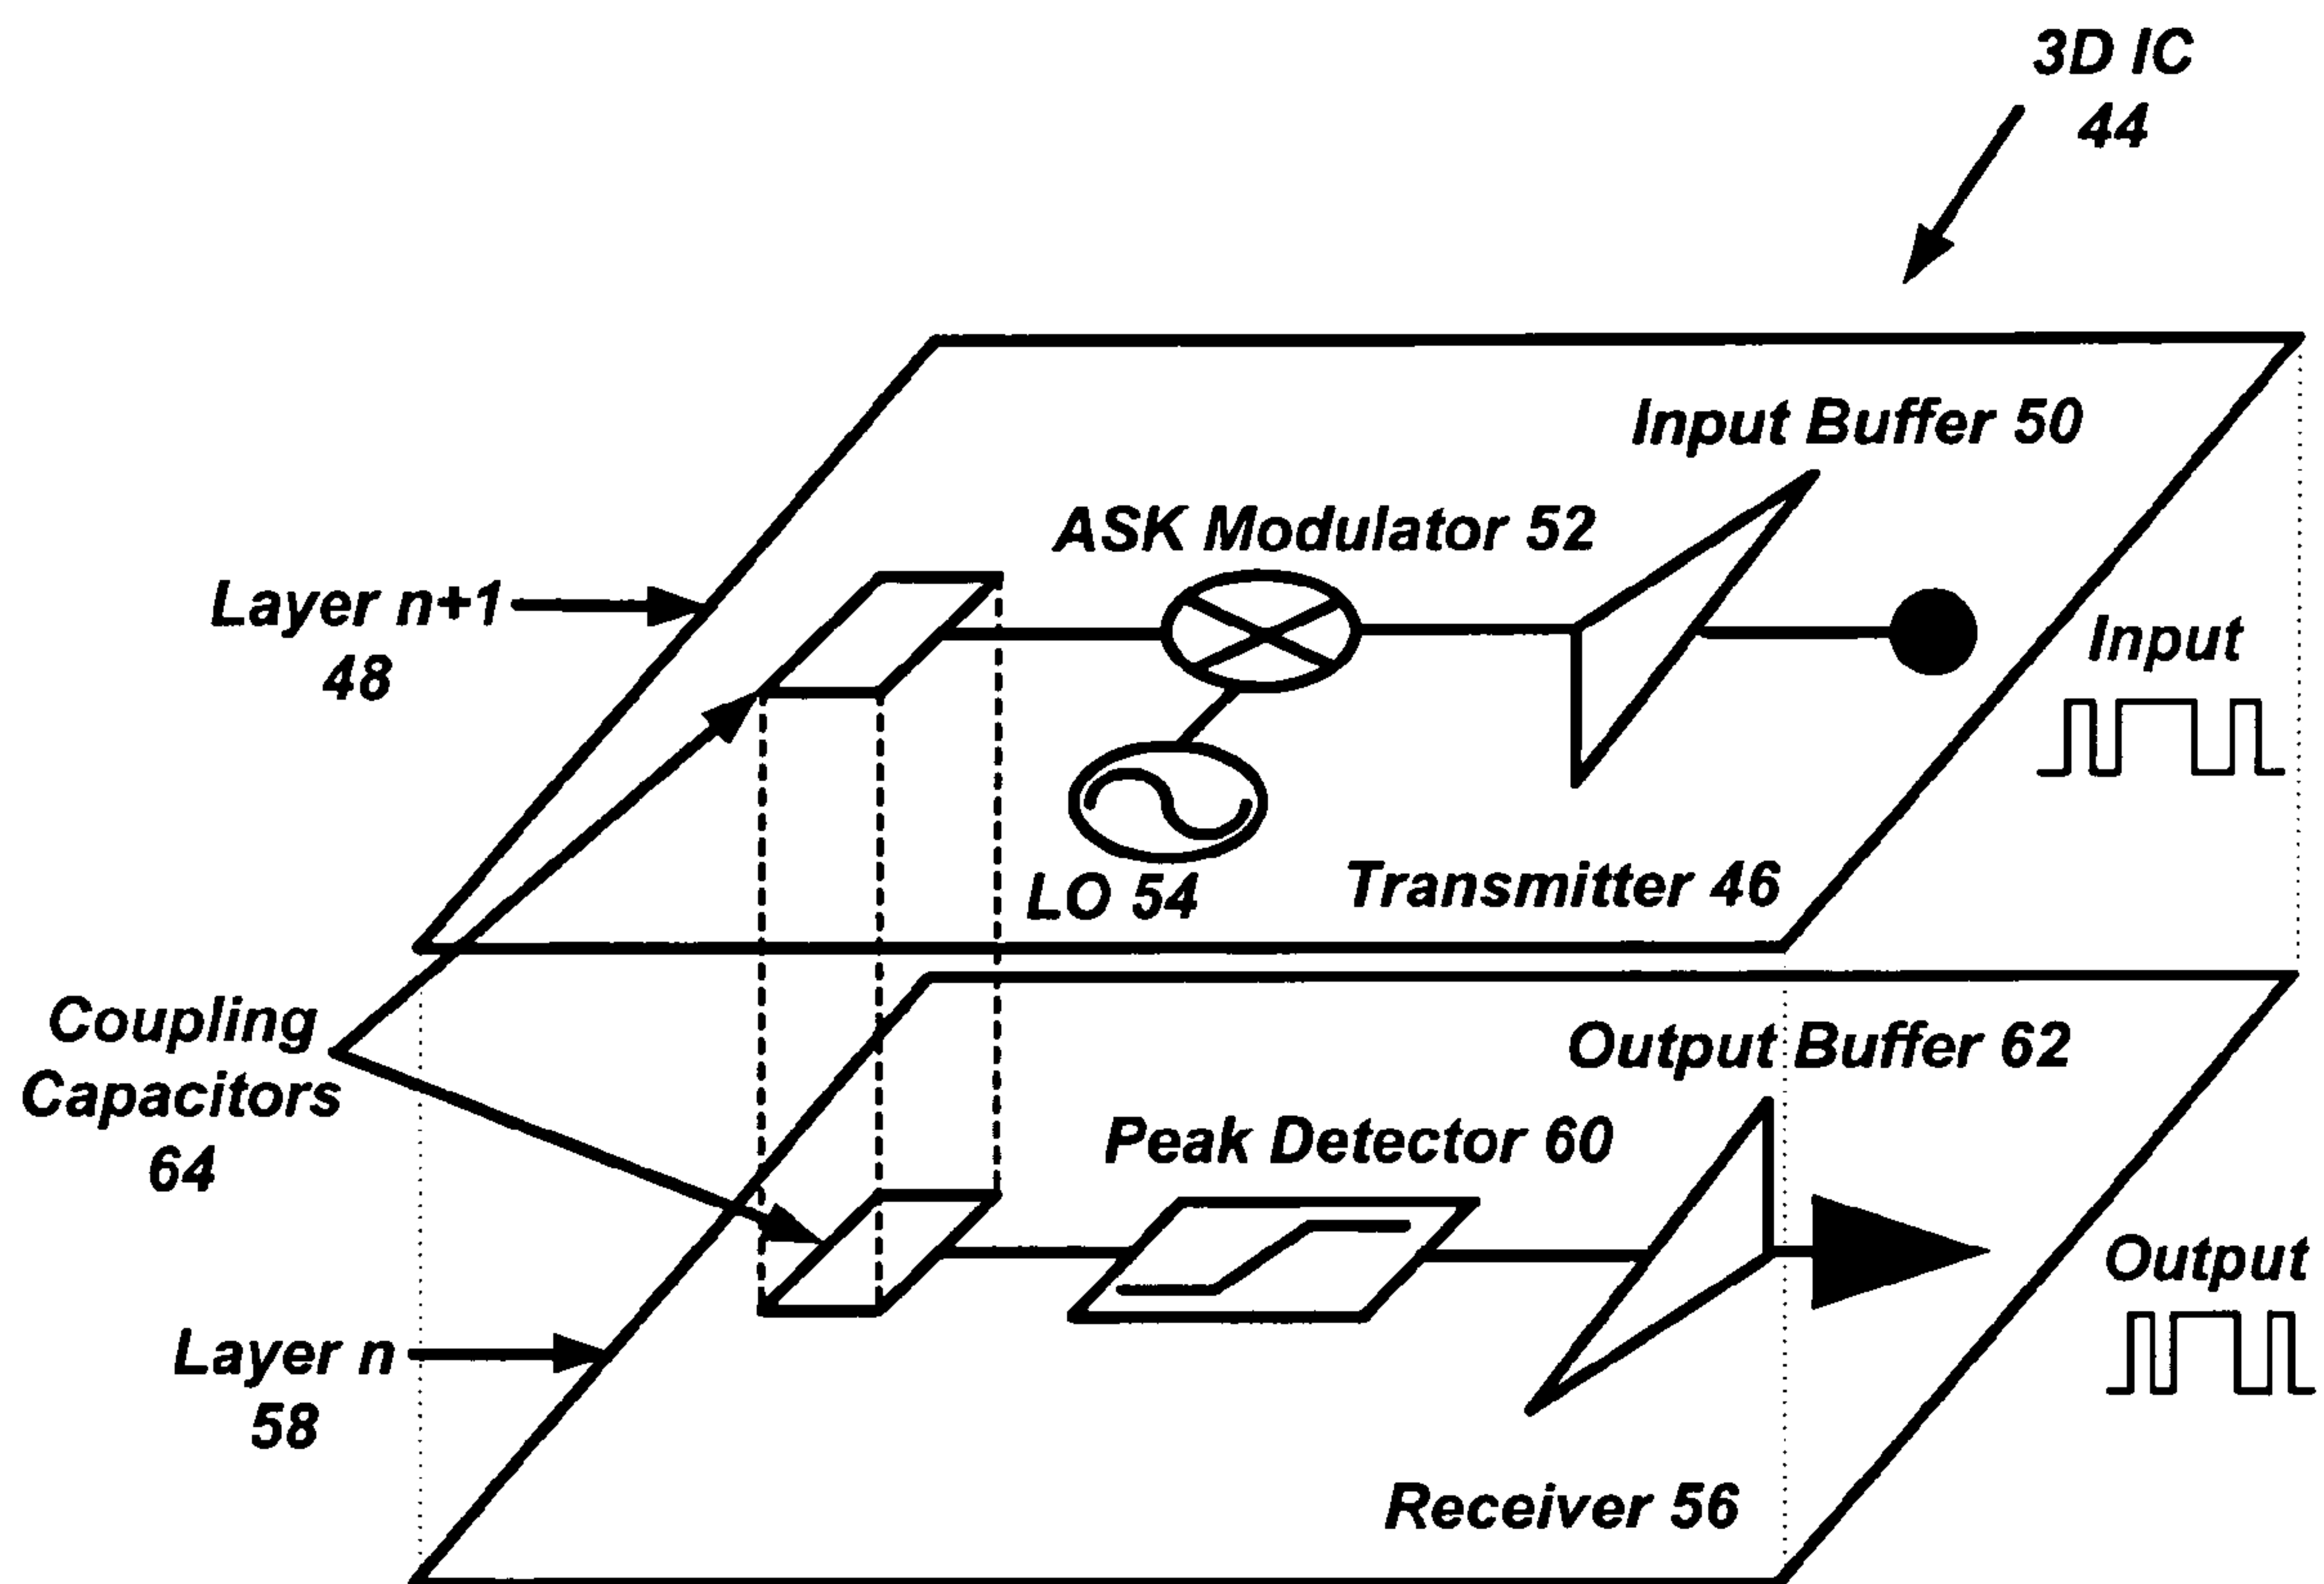 3D IC
44
Input Buffer 50
ASK Modulator 52
Layer n+1
48
Input
LO 54
Transmitter 46
Coupling
Capacitors
64
Output Buffer 62
Peak Detector 60
Output
Layer n
58
Receiver 56